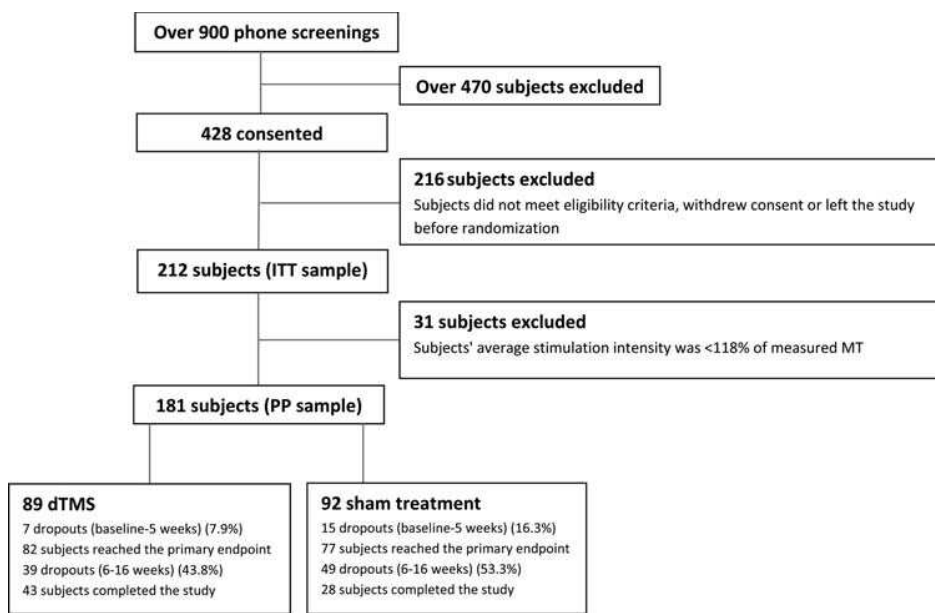 Over 900 phone screenings
Over 470 subjects excluded
428 consented
216 subjects excluded
Subjects did not meet eligibility criteria, withdrew consent or left the study
before randomization
212 subjects (ITT sample)
31 subjects excluded
Subjects' average stimulation intensity was <118% of measured MT
181 subjects (PP sample)
89 dTMS
7 dropouts (baseline-5 weeks) (7.9%)
82 subjects reached the primary endpoint
39 dropouts (6-16 weeks) (43.8%)
43 subjects completed the study
92 sham treatment
15 dropouts (baseline-5 weeks) (16.3%)
77 subjects reached the primary endpoint
49 dropouts (6-16 weeks) (53.3%)
28 subjects completed the study